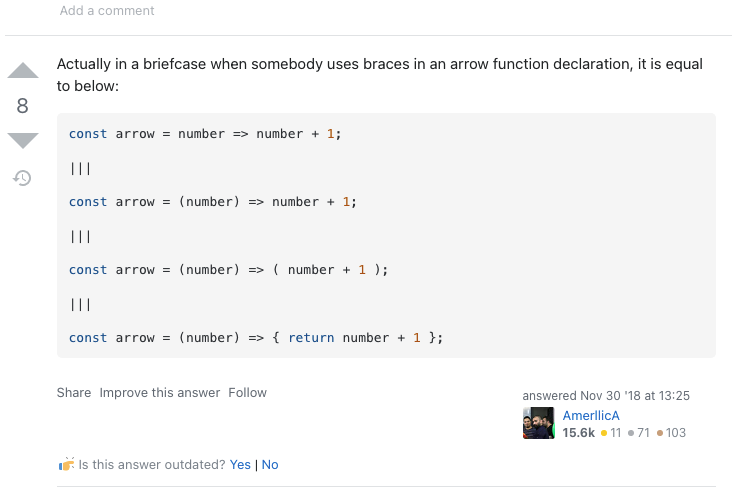 Add a comment
Actually in a briefcase when somebody uses braces in an arrow function declaration, it is equal
to below:
8
const arrow = number => number + 1;
|||
const arrow = (number) => number + 1;
|||
const arrow = (number) => ( number + 1 );
|||
const arrow = (number) => { return number + 1 };
Share Improve this answer Follow
answered Nov 30 '18 at 13:25
AmerllicA
15.6k 11 71 103
Is this answer outdated? Yes | No